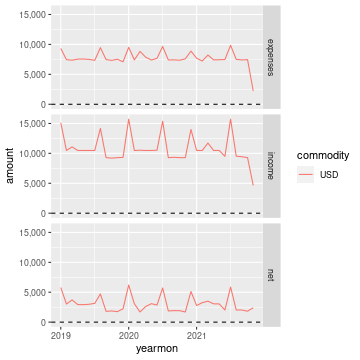 15,000
10,000
5,000
0
expenses
15,000
10,000
5,000
0
income
15,000
10,000
5,000
0
net
amount
2019
2020
2021
yearmon
commodity
USD